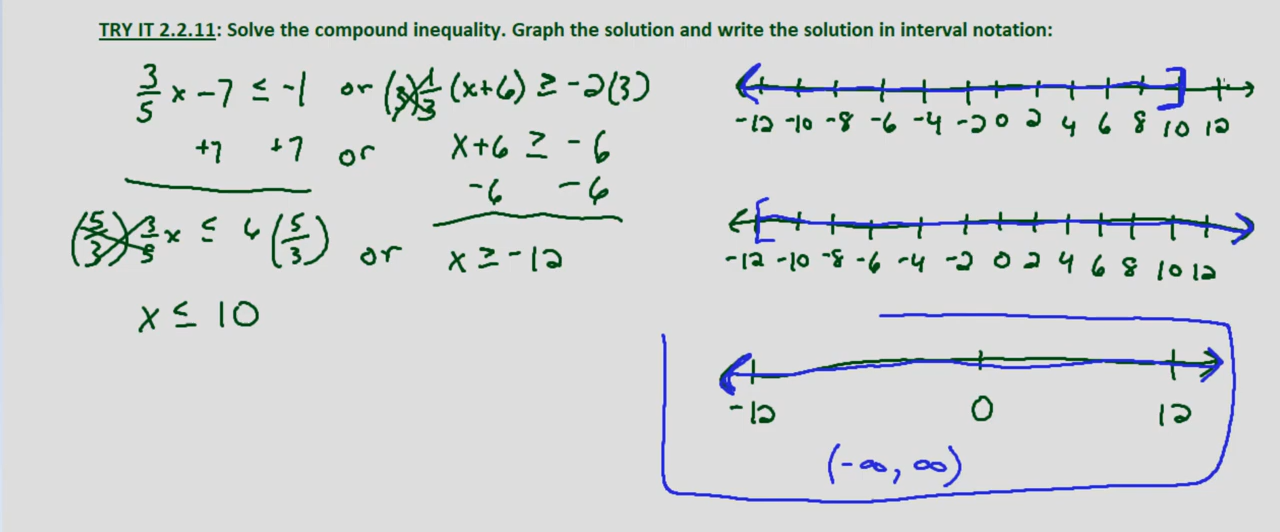 TRY IT 2.2.11: Solve the compound inequality. Graph the solution and write the solution in interval notation:
3/5 x - 7 ≤ -1 or (3) 1/3 (x+6) ≥ -2(3)
+7 +7 or x+6 ≥ -6
-6 -6
(5/3) 3/5 x ≤ 6 (5/3) or x ≥ -12
x ≤ 10
-12 -10 -8 -6 -4 -2 0 2 4 6 8 10 12
-12 -10 -8 -6 -4 -2 0 2 4 6 8 10 12
-12 0 12
(-∞, ∞)